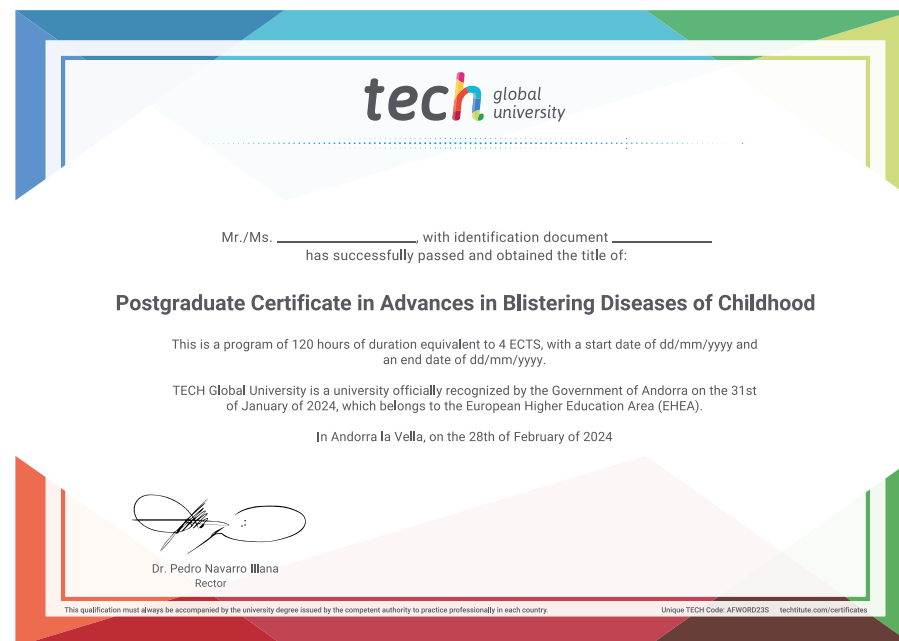 tech global university
Mr./Ms. ________________, with identification document ____________
has successfully passed and obtained the title of:
Postgraduate Certificate in Advances in Blistering Diseases of Childhood
This is a program of 120 hours of duration equivalent to 4 ECTS, with a start date of dd/mm/yyyy and
an end date of dd/mm/yyyy.
TECH Global University is a university officially recognized by the Government of Andorra on the 31st
of January of 2024, which belongs to the European Higher Education Area (EHEA).
In Andorra la Vella, on the 28th of February of 2024
Dr. Pedro Navarro Illana
Rector
This qualification must always be accompanied by the university degree issued by the competent authority to practice professionally in each country. Unique TECH Code: AFWORD23S techtitute.com/certificates